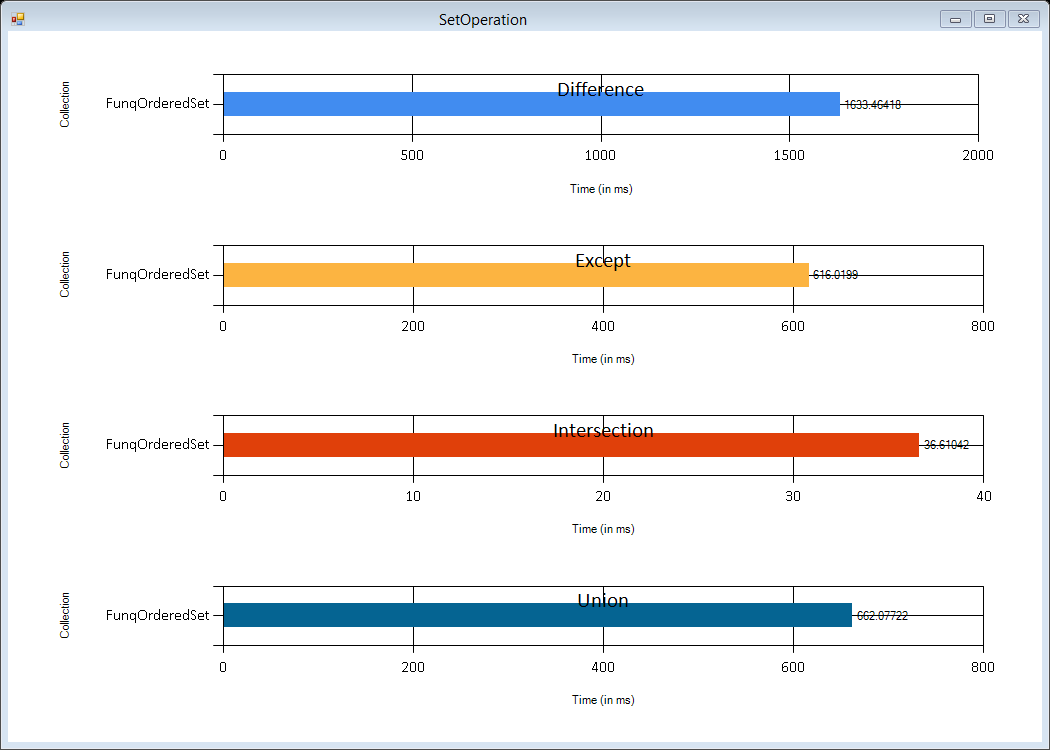 SetOperation
Difference
Collection
FunqOrderedSet
1633.46418
0 500 1000 1500 2000
Time (in ms)
Except
Collection
FunqOrderedSet
616.0199
0 200 400 600 800
Time (in ms)
Intersection
Collection
FunqOrderedSet
36.61042
0 10 20 30 40
Time (in ms)
Union
Collection
FunqOrderedSet
662.07722
0 200 400 600 800
Time (in ms)